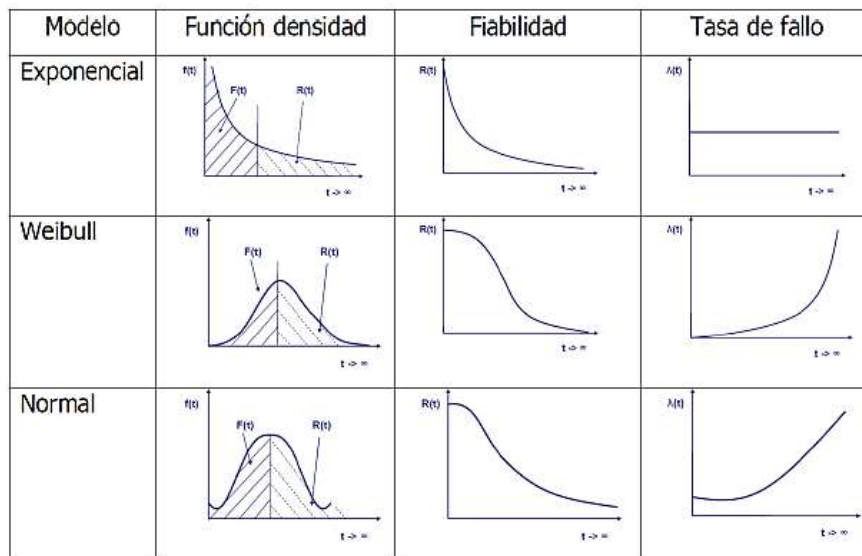 Modelo Función densidad Fiabilidad Tasa de fallo
Exponencial
f(t) F(t) R(t) t -> ∞
R(t) t -> ∞
λ(t) t -> ∞
Weibull
f(t) F(t) R(t) t -> ∞
R(t) t -> ∞
λ(t) t -> ∞
Normal
f(t) F(t) R(t) t -> ∞
R(t) t -> ∞
λ(t) t -> ∞